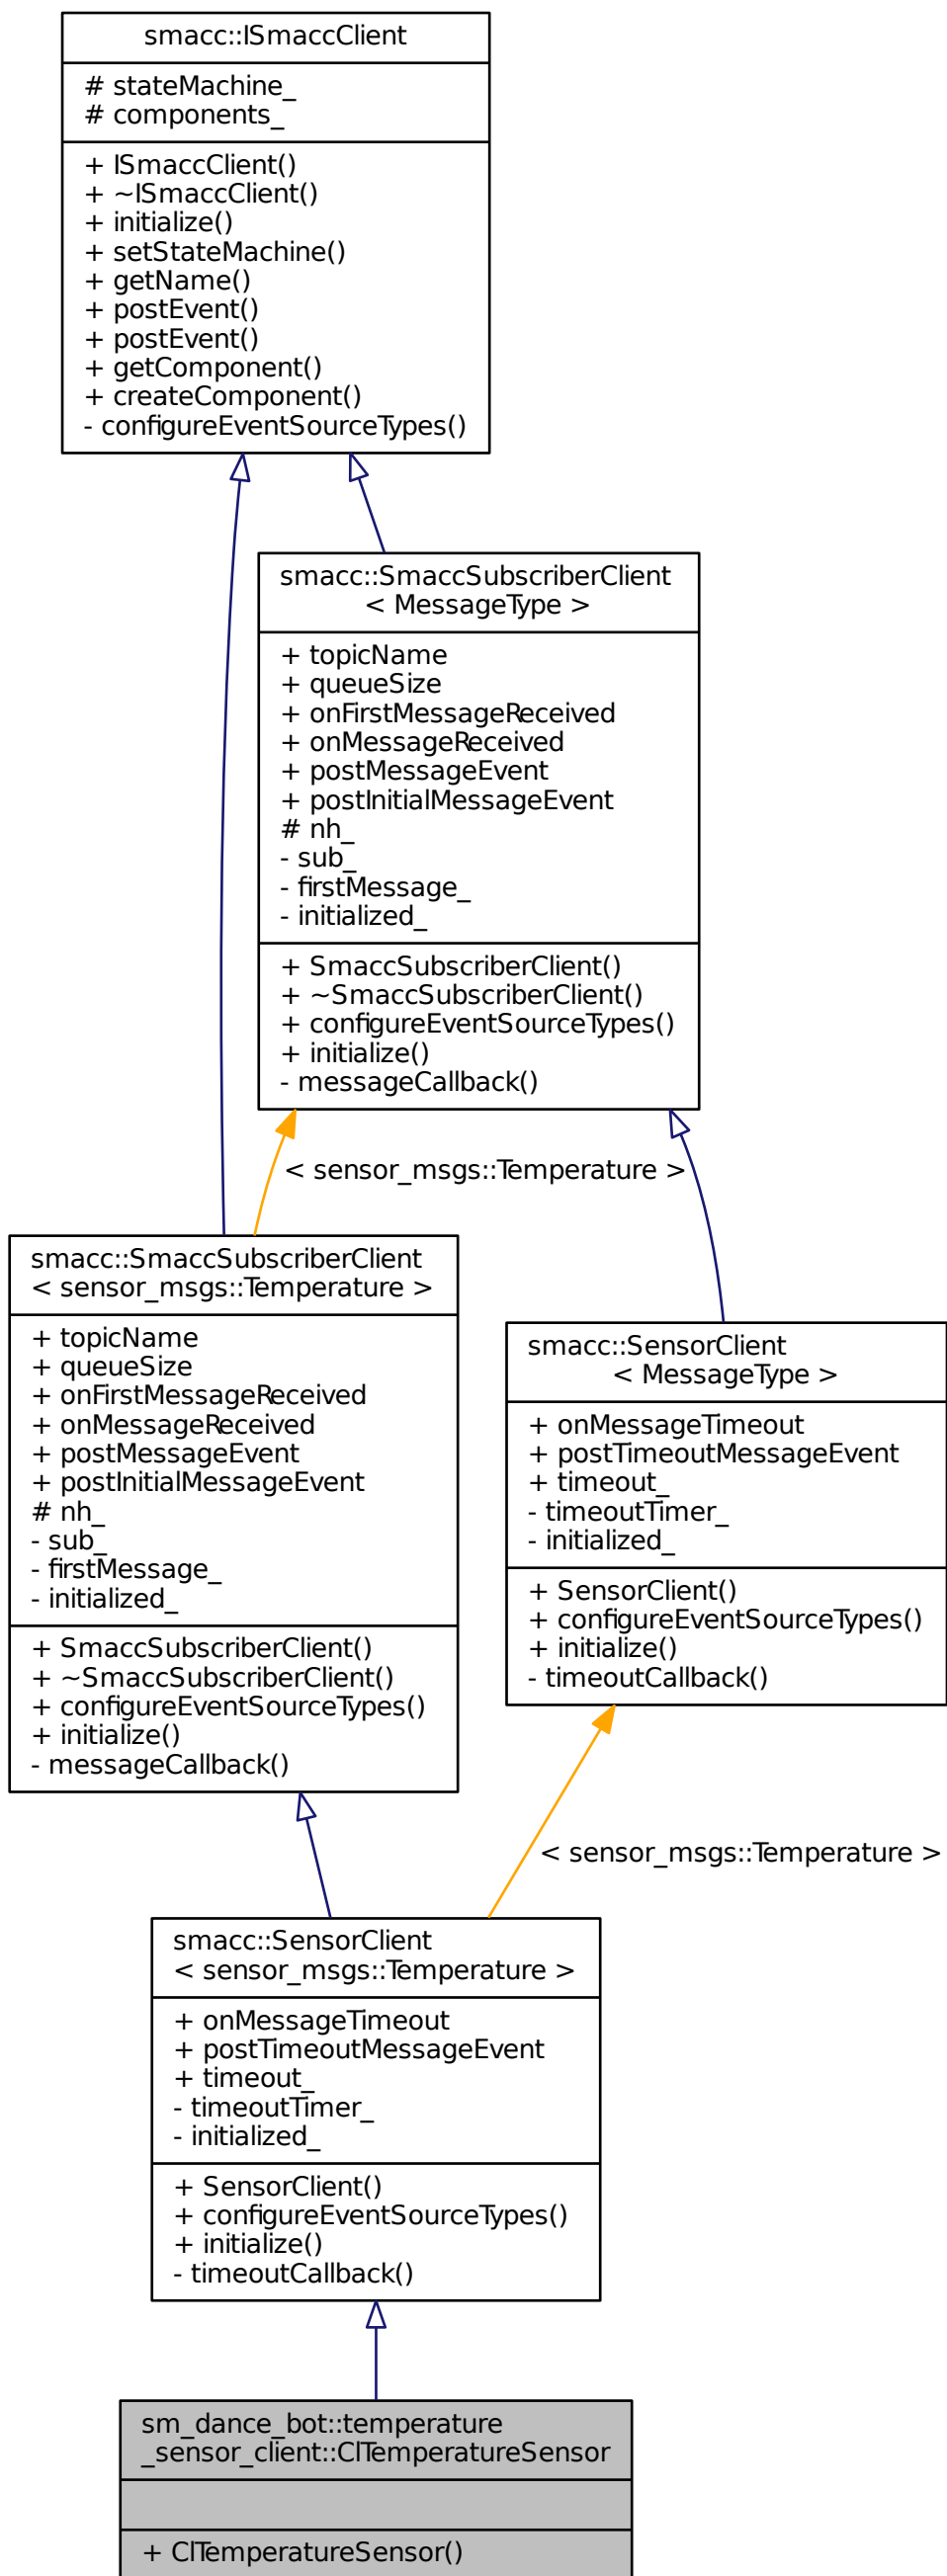 smacc::ISmaccClient
# stateMachine_
# components_
+ ISmaccClient()
+ ~ISmaccClient()
+ initialize()
+ setStateMachine()
+ getName()
+ postEvent()
+ postEvent()
+ getComponent()
+ createComponent()
- configureEventSourceTypes()
smacc::SmaccSubscriberClient
< MessageType >
+ topicName
+ queueSize
+ onFirstMessageReceived
+ onMessageReceived
+ postMessageEvent
+ postInitialMessageEvent
# nh_
- sub_
- firstMessage_
- initialized_
+ SmaccSubscriberClient()
+ ~SmaccSubscriberClient()
+ configureEventSourceTypes()
+ initialize()
- messageCallback()
< sensor_msgs::Temperature >
smacc::SmaccSubscriberClient
< sensor_msgs::Temperature >
+ topicName
+ queueSize
+ onFirstMessageReceived
+ onMessageReceived
+ postMessageEvent
+ postInitialMessageEvent
# nh_
- sub_
- firstMessage_
- initialized_
+ SmaccSubscriberClient()
+ ~SmaccSubscriberClient()
+ configureEventSourceTypes()
+ initialize()
- messageCallback()
smacc::SensorClient
< MessageType >
+ onMessageTimeout
+ postTimeoutMessageEvent
+ timeout_
- timeoutTimer_
- initialized_
+ SensorClient()
+ configureEventSourceTypes()
+ initialize()
- timeoutCallback()
< sensor_msgs::Temperature >
smacc::SensorClient
< sensor_msgs::Temperature >
+ onMessageTimeout
+ postTimeoutMessageEvent
+ timeout_
- timeoutTimer_
- initialized_
+ SensorClient()
+ configureEventSourceTypes()
+ initialize()
- timeoutCallback()
sm_dance_bot::temperature
_sensor_client::ClTemperatureSensor
+ ClTemperatureSensor()